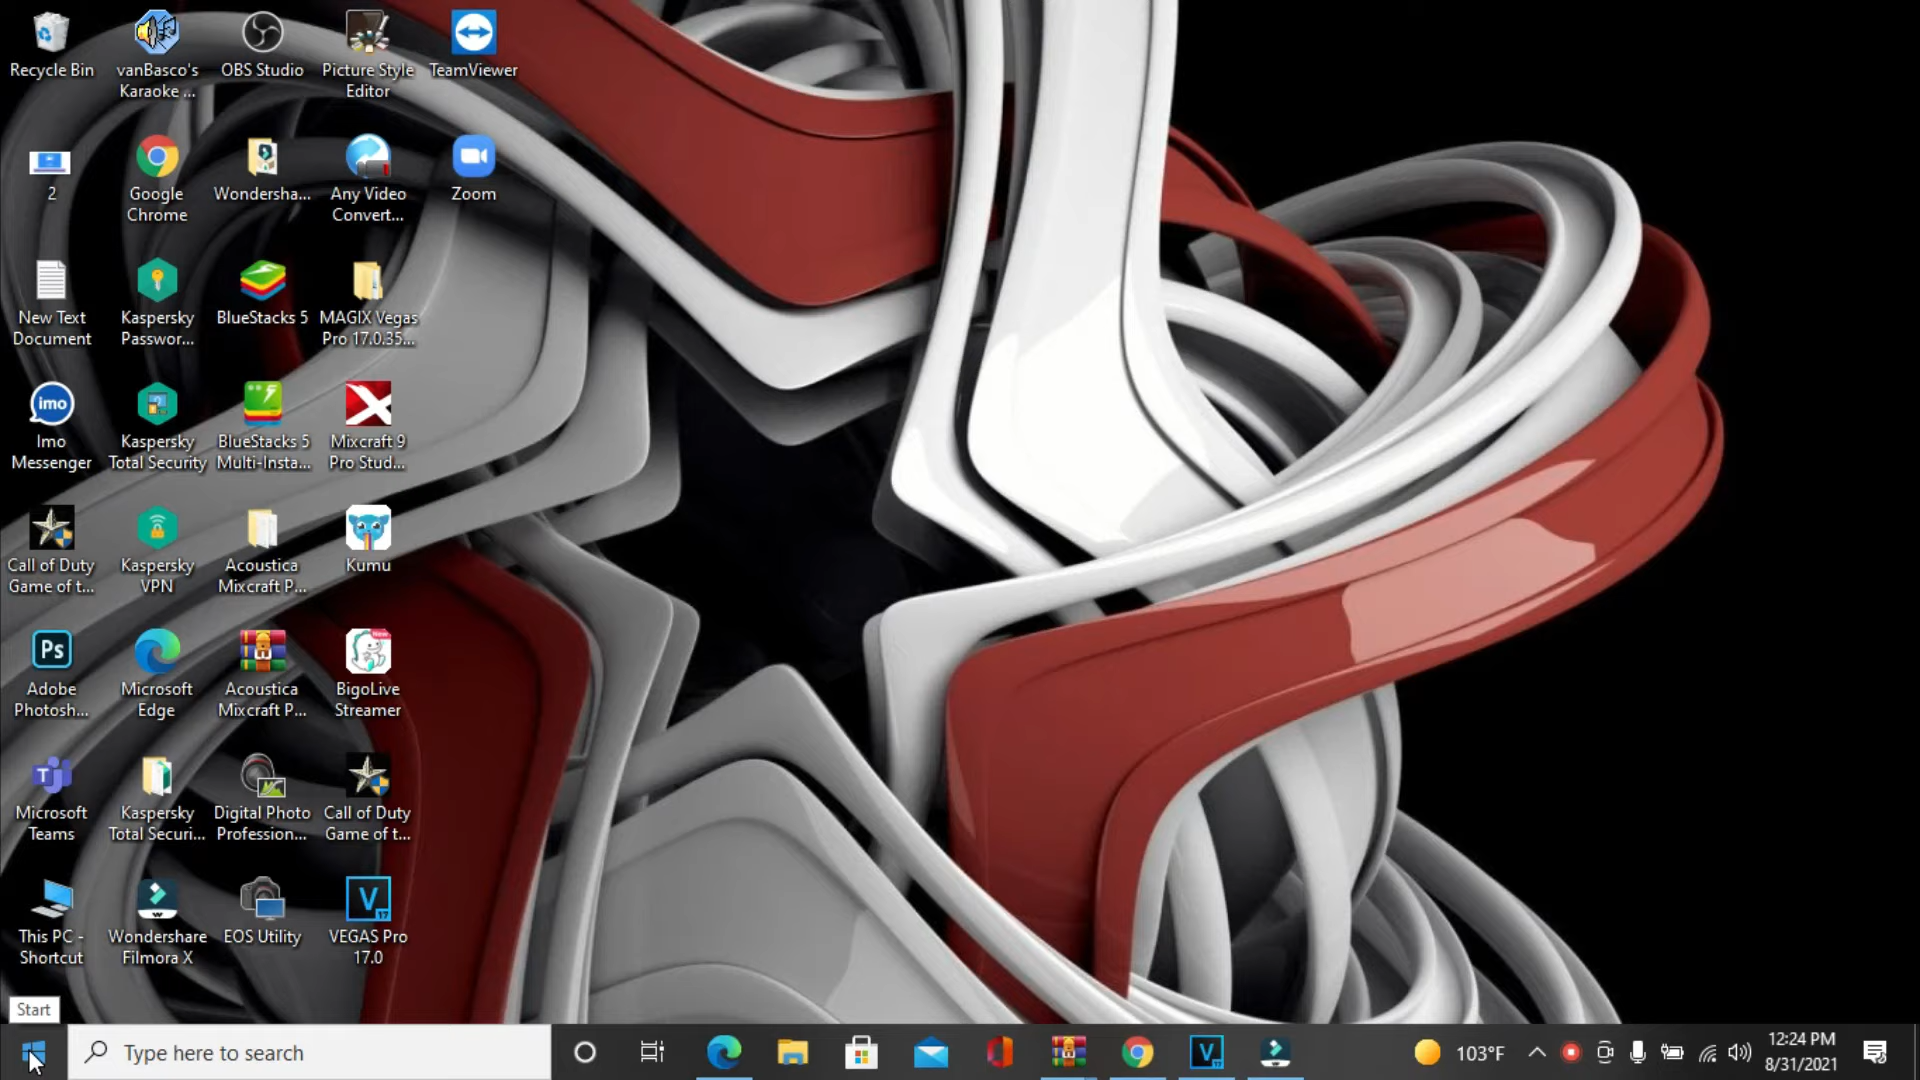 Recycle Bin
vanBasco's
Karaoke ...
OBS Studio
Picture Style
Editor
TeamViewer
2
Google
Chrome
Wondersha...
Any Video
Convert...
Zoom
New Text
Document
Kaspersky
Passwor...
BlueStacks 5
MAGIX Vegas
Pro 17.0.35...
imo
Imo
Messenger
Kaspersky
Total Security
BlueStacks 5
Multi-Insta...
Mixcraft 9
Pro Stud...
Call of Duty
Game of t...
Kaspersky
VPN
Acoustica
Mixcraft P...
Kumu
Ps
Adobe
Photosh...
Microsoft
Edge
Acoustica
Mixcraft P...
New
BigoLive
Streamer
Microsoft
Teams
Kaspersky
Total Securi...
Digital Photo
Profession...
Call of Duty
Game of t...
This PC -
Shortcut
Wondershare
Filmora X
EOS Utility
V
17
VEGAS Pro
17.0
Start
Type here to search
V
103°F
12:24 PM
8/31/2021